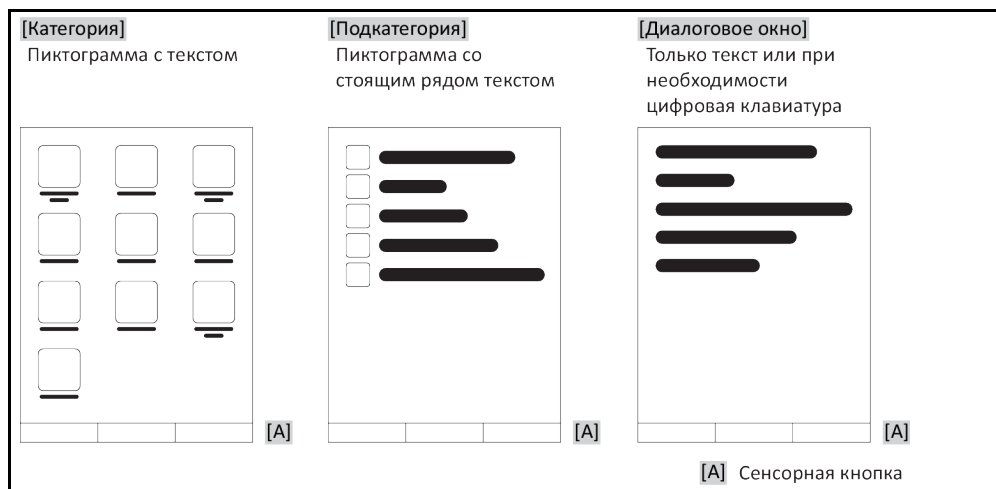 [Категория]
Пиктограмма с текстом
[Подкатегория]
Пиктограмма со
стоящим рядом текстом
[Диалоговое окно]
Только текст или при
необходимости
цифровая клавиатура
[A]
[A]
[A]
[A] Сенсорная кнопка